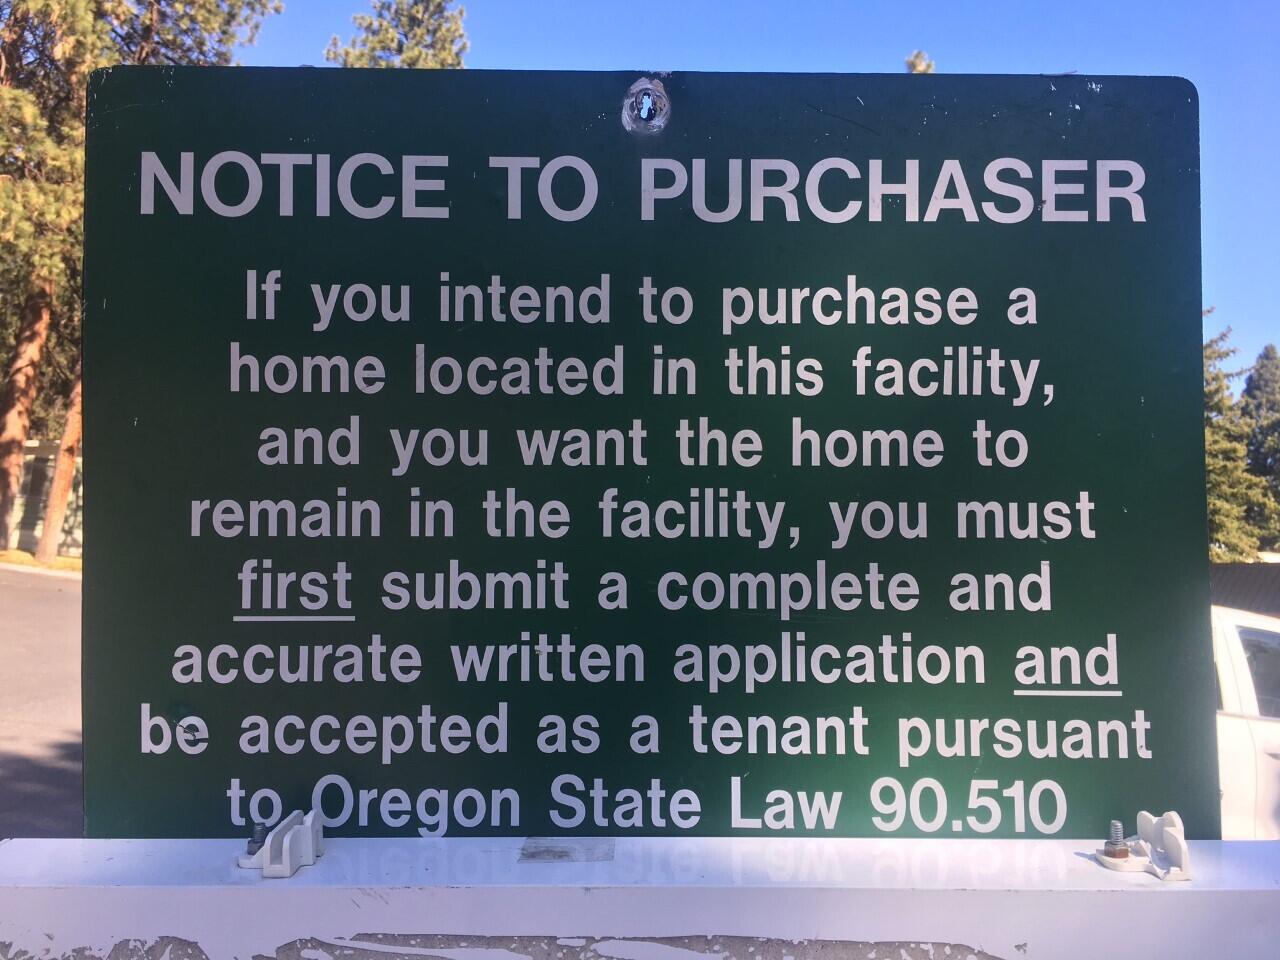 NOTICE TO PURCHASER
If you intend to purchase a
home located in this facility,
and you want the home to
remain in the facility, you must
first submit a complete and
accurate written application and
be accepted as a tenant pursuant
to Oregon State Law 90.510